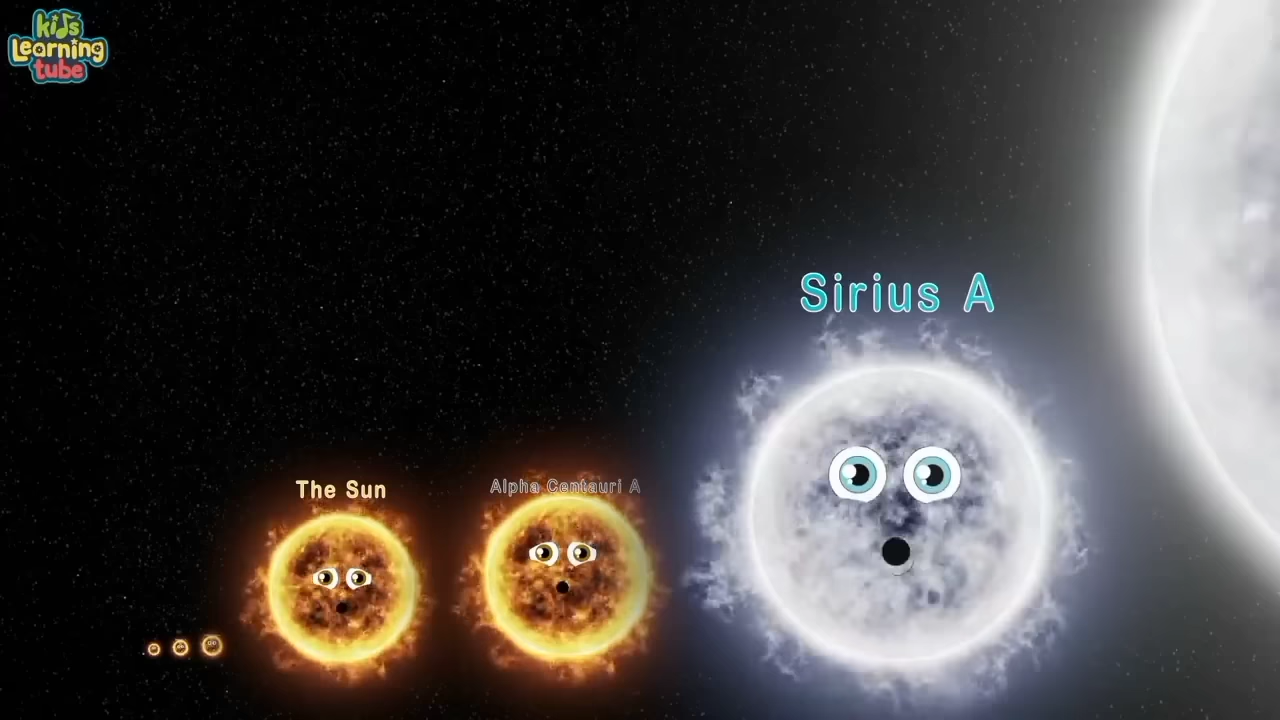 kids
Learning
tube
Sirius A
The Sun
Alpha Centauri A